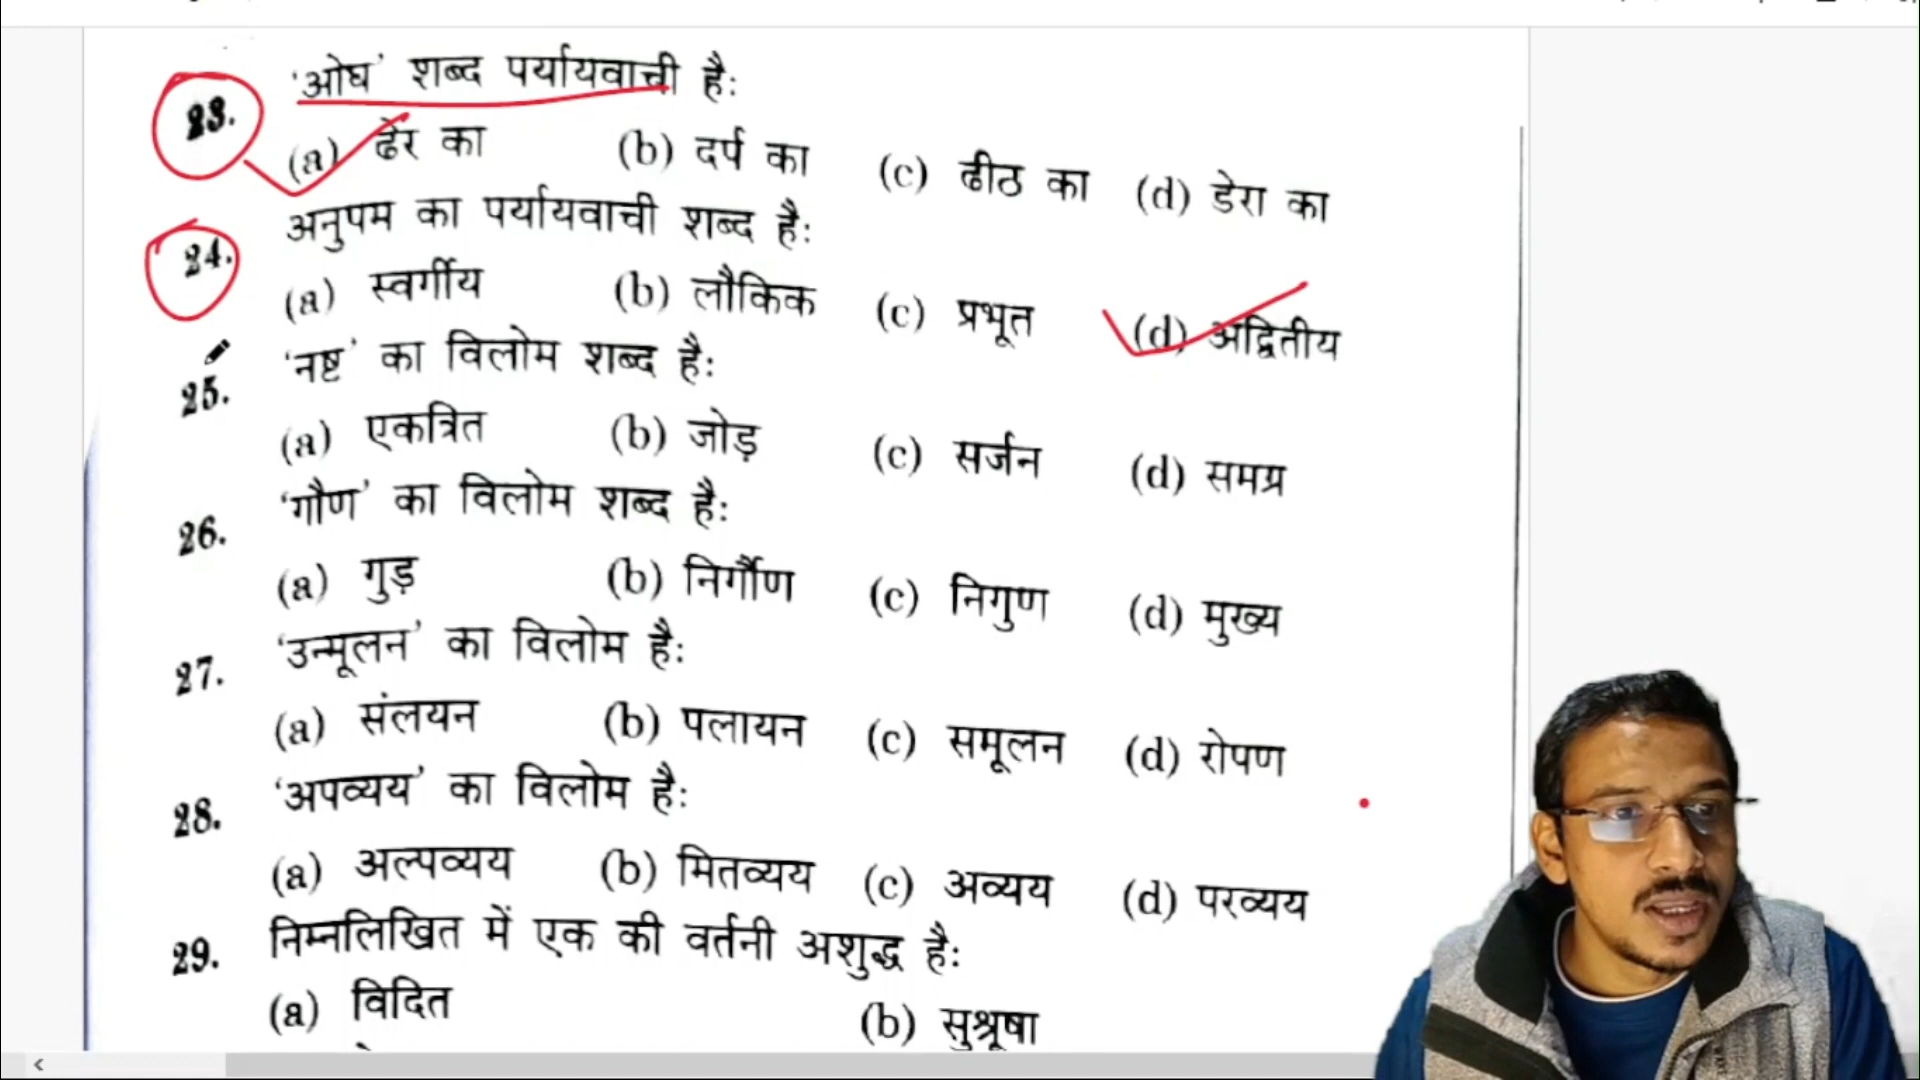 23. 'ओघ' शब्द पर्यायवाची है:
(a) ढेर का (b) दर्प का (c) ढीठ का (d) डेरा का
24. अनुपम का पर्यायवाची शब्द है:
(a) स्वर्गीय (b) लौकिक (c) प्रभूत (d) अद्वितीय
25. 'नष्ट' का विलोम शब्द है:
(a) एकत्रित (b) जोड़ (c) सर्जन (d) समग्र
26. 'गौण' का विलोम शब्द है:
(a) गुड़ (b) निर्गौण (c) निगुण (d) मुख्य
27. 'उन्मूलन' का विलोम है:
(a) संलयन (b) पलायन (c) समूलन (d) रोपण
28. 'अपव्यय' का विलोम है:
(a) अल्पव्यय (b) मितव्यय (c) अव्यय (d) परव्यय
29. निम्नलिखित में एक की वर्तनी अशुद्ध है:
(a) विदित (b) सुश्रूषा